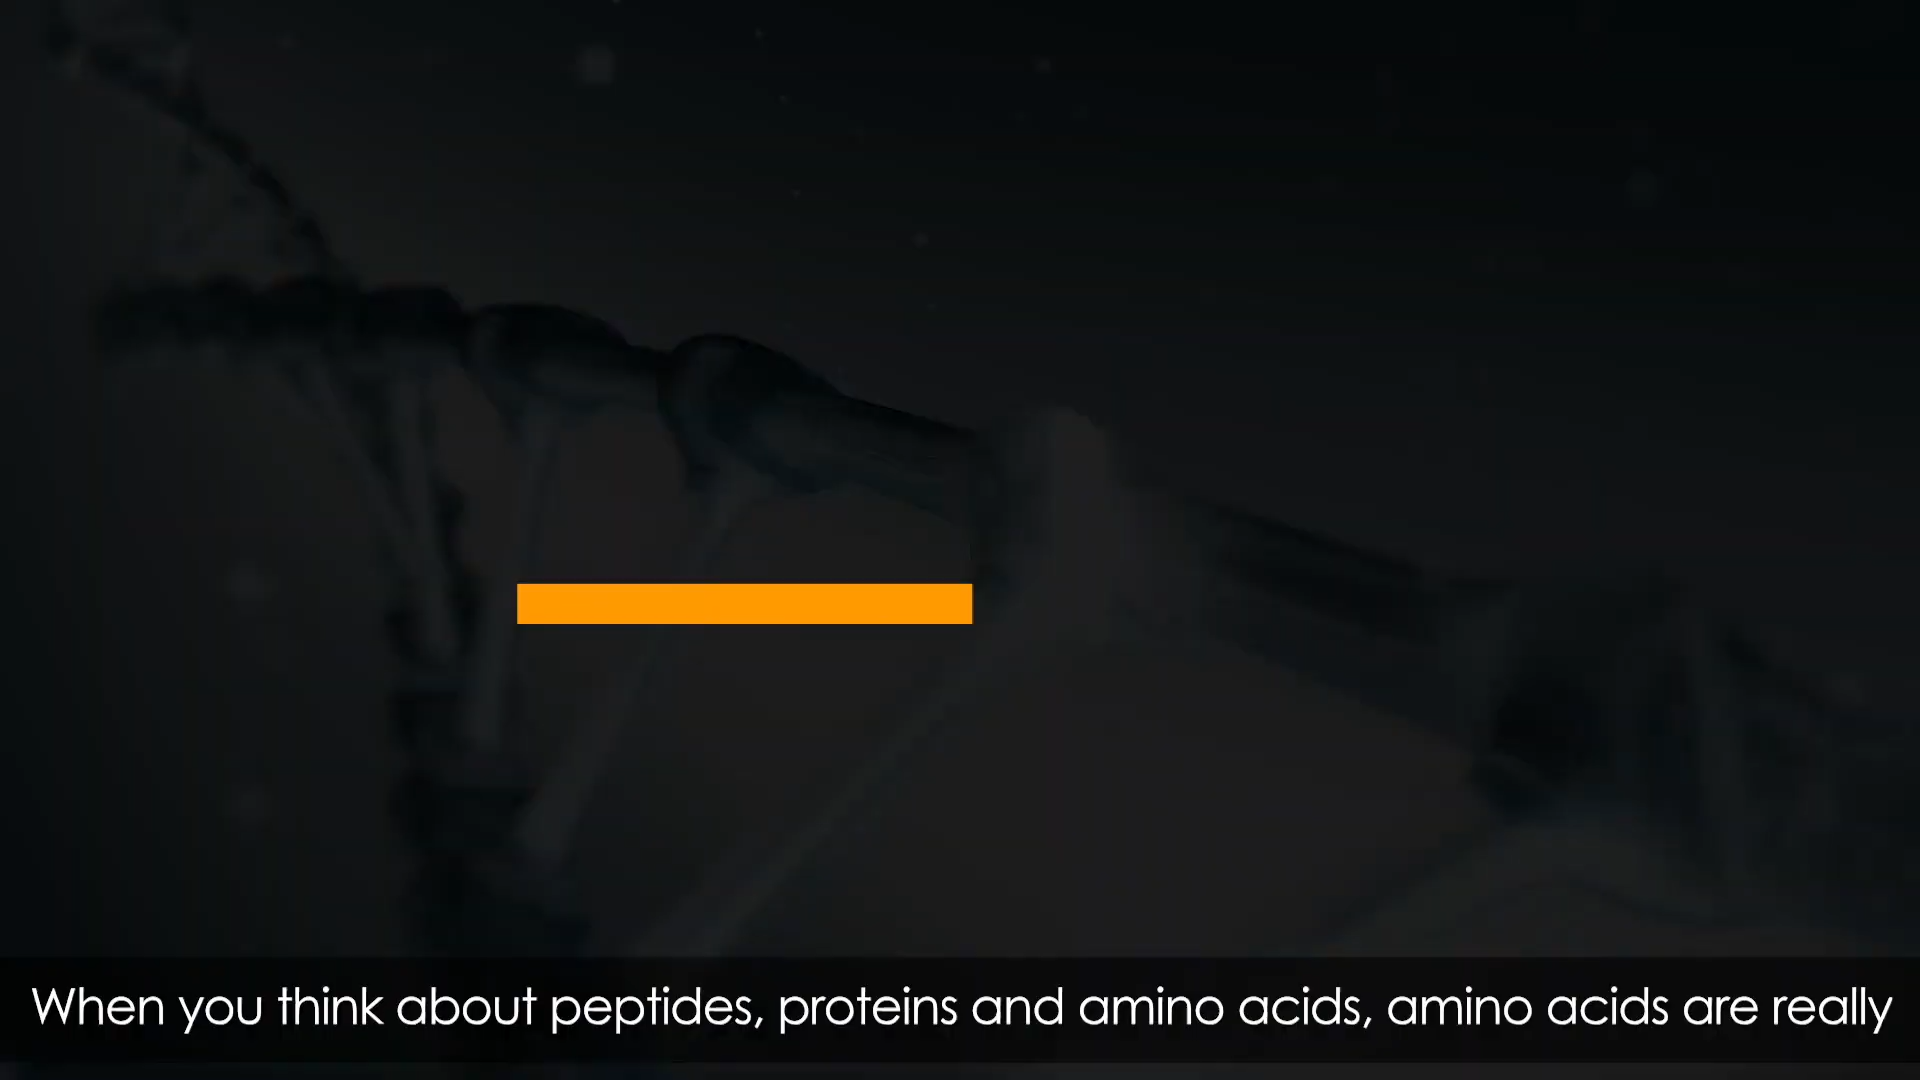 When you think about peptides, proteins and amino acids, amino acids are really